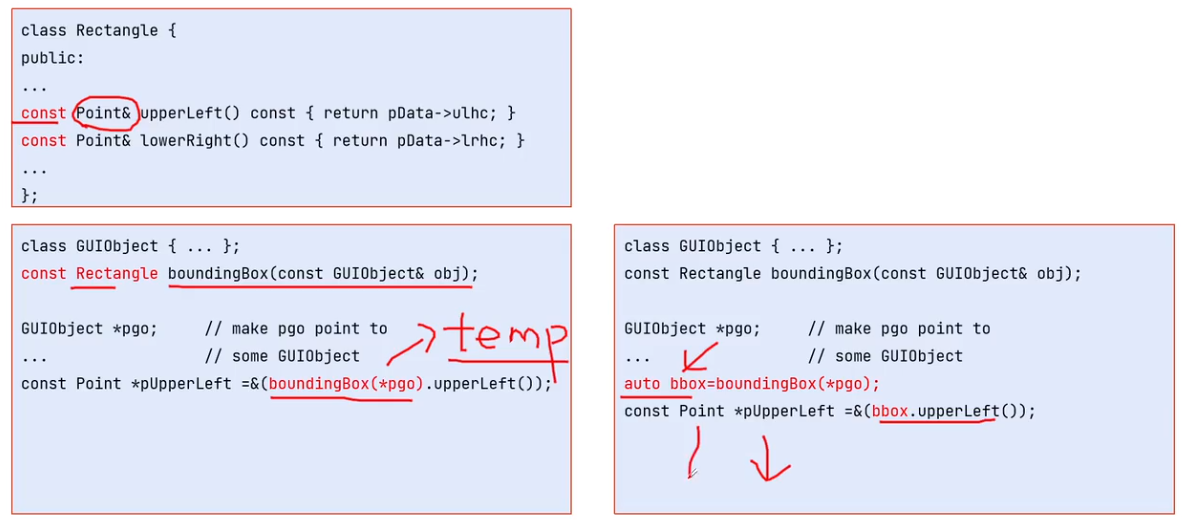 class Rectangle {
public:
...
const Point& upperLeft() const { return pData->ulhc; }
const Point& lowerRight() const { return pData->lrhc; }
...
};
class GUIObject { ... };
const Rectangle boundingBox(const GUIObject& obj);
GUIObject *pgo; // make pgo point to
... // some GUIObject
const Point *pUpperLeft =&(boundingBox(*pgo).upperLeft());
temp
class GUIObject { ... };
const Rectangle boundingBox(const GUIObject& obj);
GUIObject *pgo; // make pgo point to
... // some GUIObject
auto bbox=boundingBox(*pgo);
const Point *pUpperLeft =&(bbox.upperLeft());